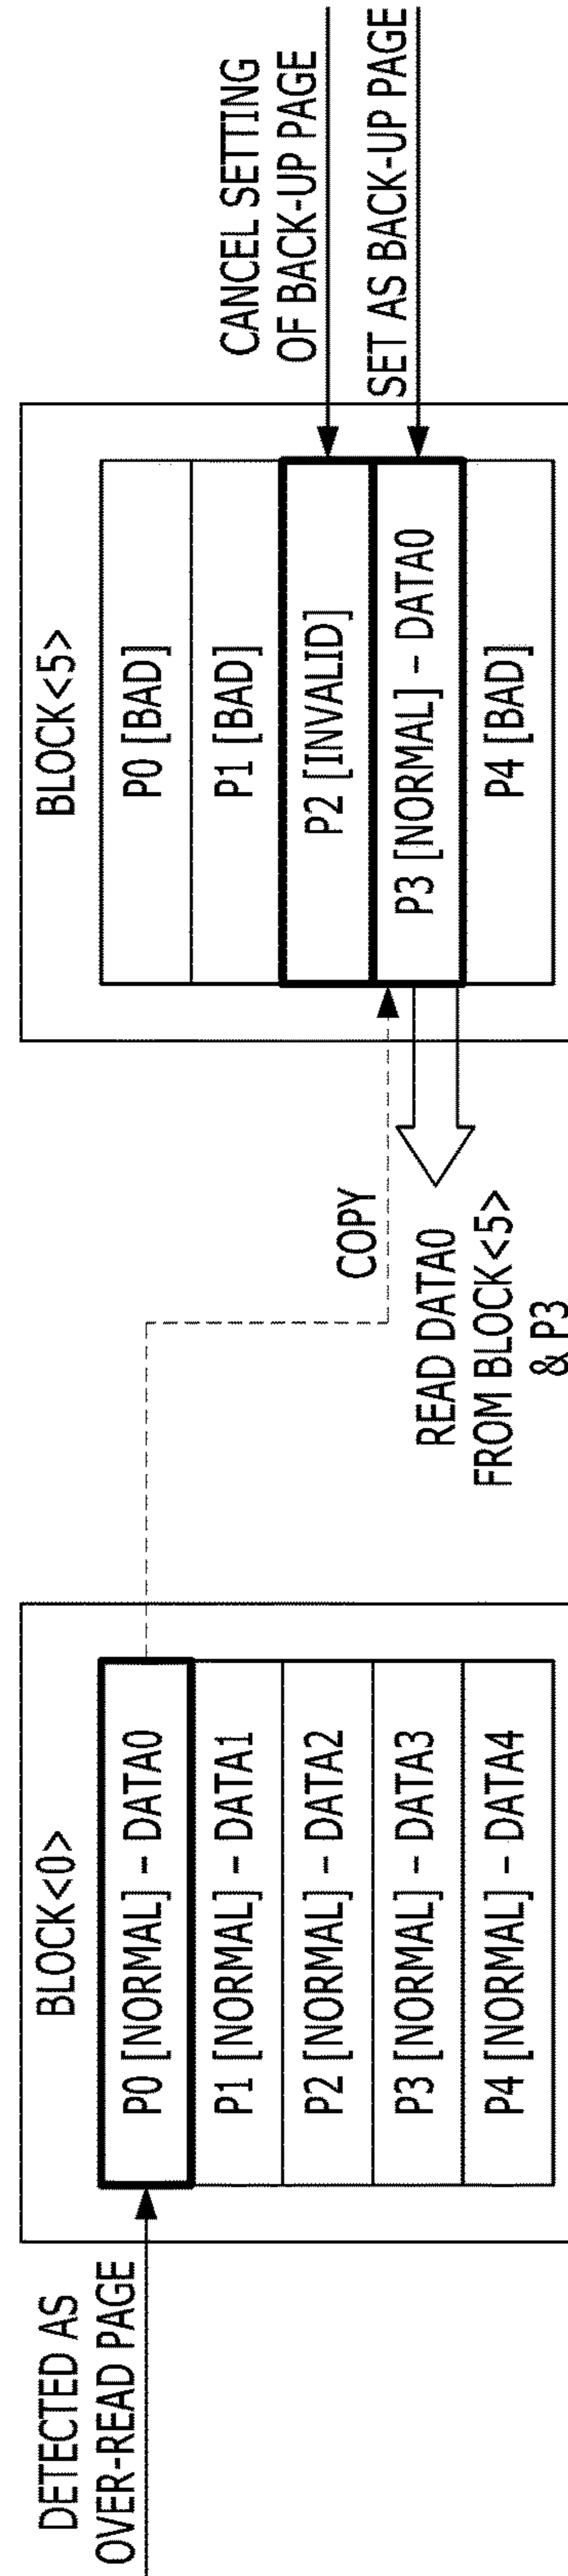 DETECTED AS
OVER-READ PAGE
BLOCK<0>
P0 [NORMAL] – DATA0
P1 [NORMAL] – DATA1
P2 [NORMAL] – DATA2
P3 [NORMAL] – DATA3
P4 [NORMAL] – DATA4
COPY
READ DATA0
FROM BLOCK<5>
& P3
BLOCK<5>
P0 [BAD]
P1 [BAD]
P2 [INVALID]
P3 [NORMAL] – DATA0
P4 [BAD]
CANCEL SETTING
OF BACK-UP PAGE
SET AS BACK-UP PAGE